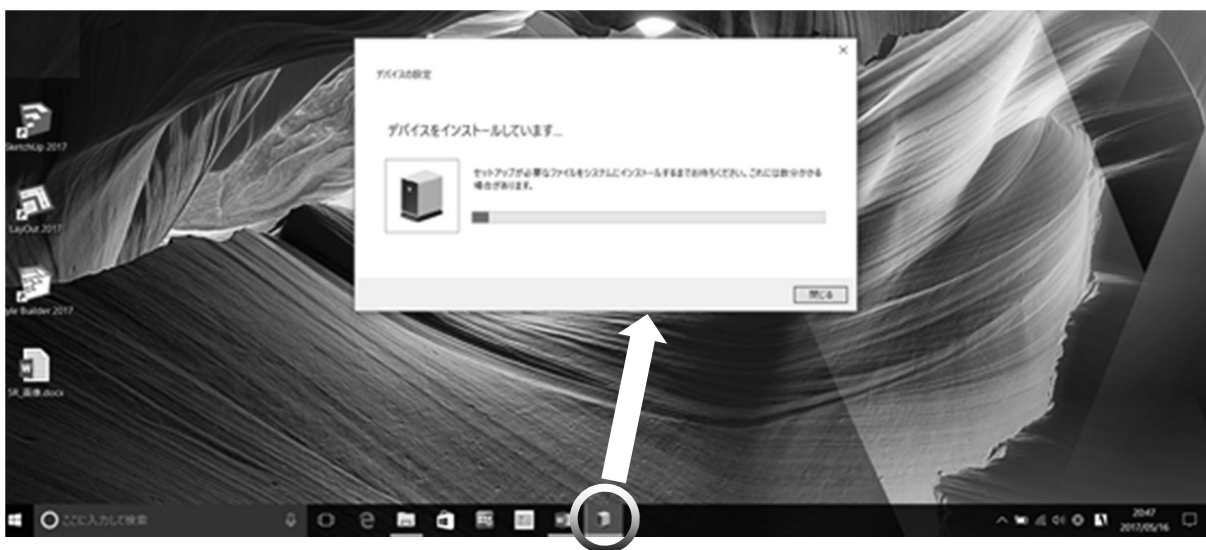 デバイスの設定
デバイスをインストールしています...
セットアップが必要なファイルをシステムにインストールするまでお待ちください。これには数分かかる
場合があります。
閉じる
SketchUp 2017
LayOut 2017
yle Builder 2017
SR_画像.docx
ここに入力して検索
A
20:47
2017/05/16